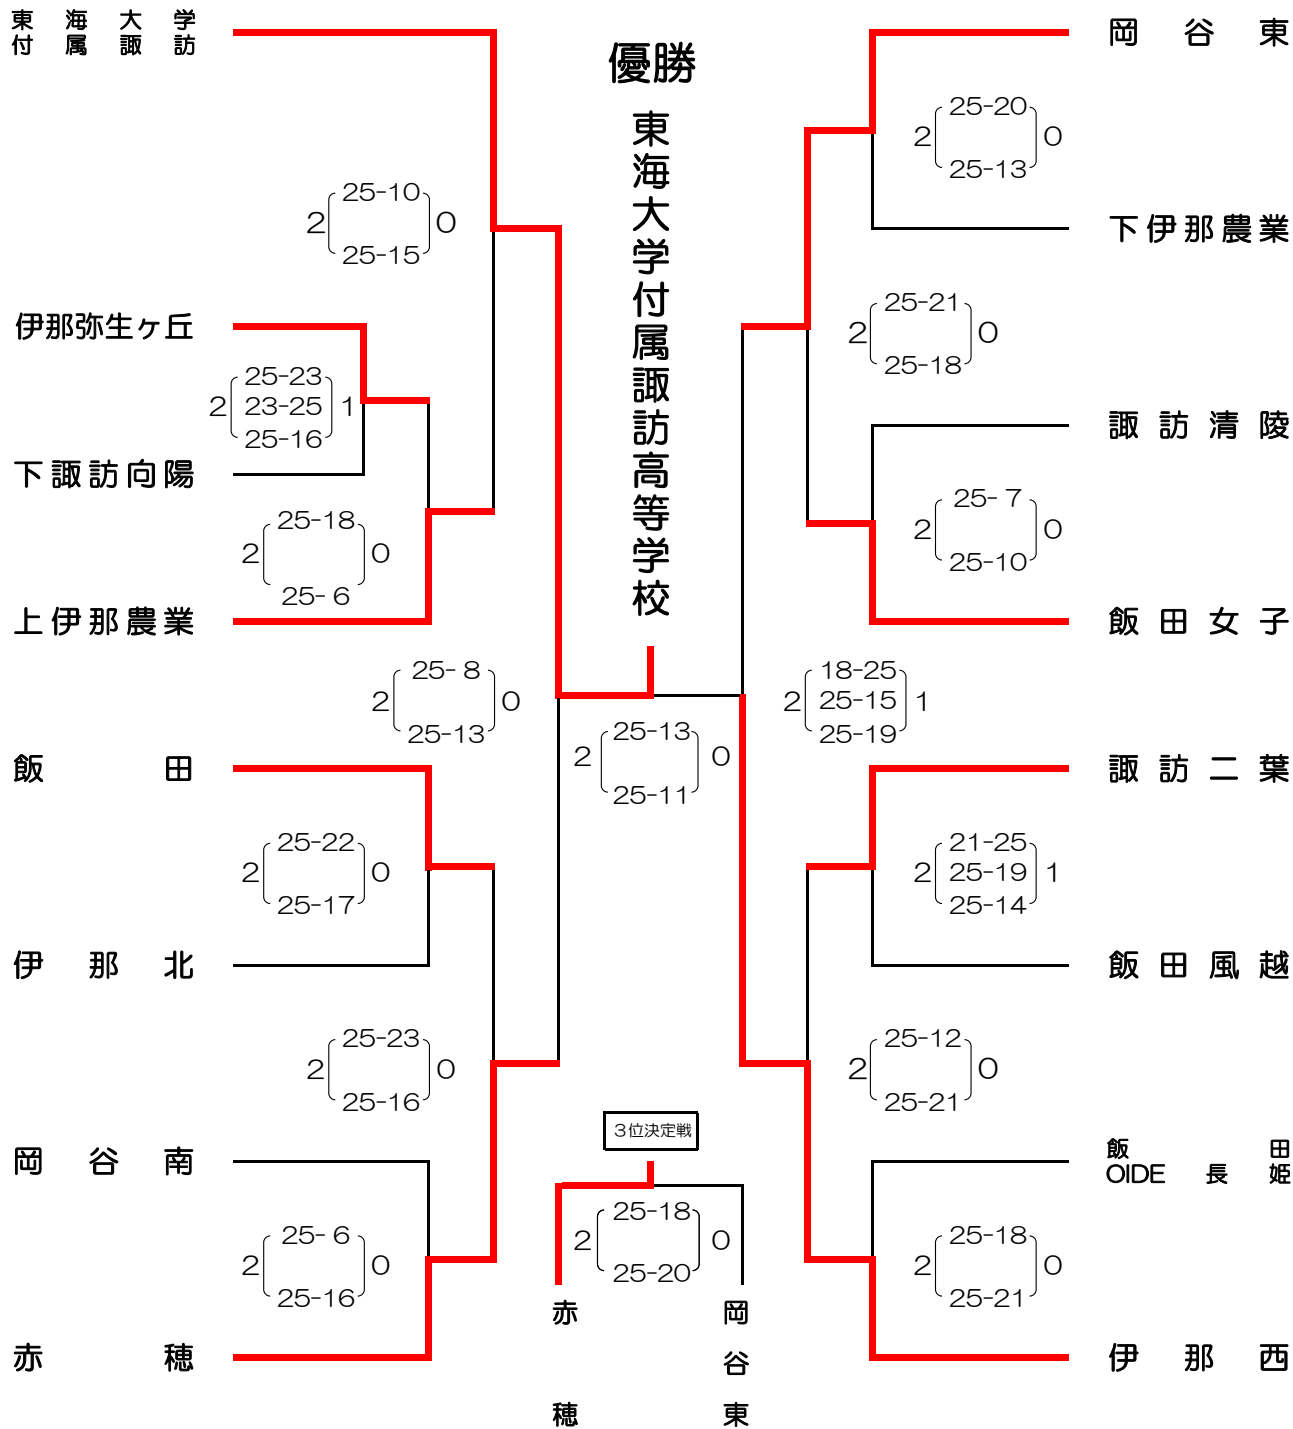 優勝
東海大学付属諏訪高等学校
東海大学
付属諏訪
25-10
2 0
25-15
伊那弥生ヶ丘
25-23
2 23-25 1
25-16
下諏訪向陽
25-18
2 0
25- 6
上伊那農業
25- 8
2 0
25-13
飯田
25-22
2 0
25-17
伊那北
25-23
2 0
25-16
岡谷南
25- 6
2 0
25-16
赤穂
25-13
2 0
25-11
3位決定戦
25-18
2 0
25-20
赤穂
岡谷東
岡谷東
25-20
2 0
25-13
下伊那農業
25-21
2 0
25-18
諏訪清陵
25- 7
2 0
25-10
飯田女子
18-25
2 25-15 1
25-19
諏訪二葉
21-25
2 25-19 1
25-14
飯田風越
25-12
2 0
25-21
飯田
OIDE長姫
25-18
2 0
25-21
伊那西